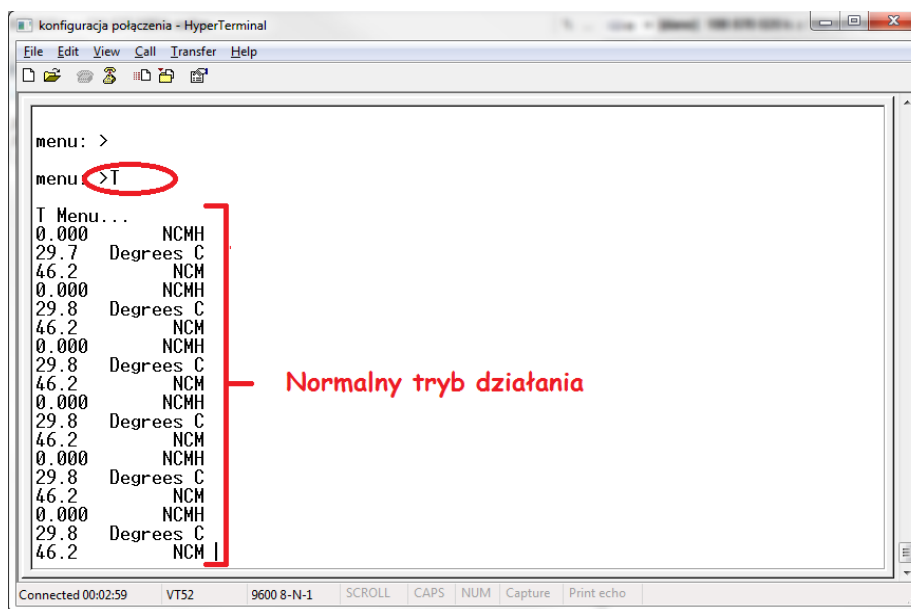 konfiguracja połączenia - HyperTerminal
File Edit View Call Transfer Help
menu: >
menu: >T
T Menu...
0.000 NCMH
29.7 Degrees C
46.2 NCM
0.000 NCMH
29.8 Degrees C
46.2 NCM
0.000 NCMH
29.8 Degrees C
46.2 NCM
0.000 NCMH
29.8 Degrees C
46.2 NCM
0.000 NCMH
29.8 Degrees C
46.2 NCM
0.000 NCMH
29.8 Degrees C
46.2 NCM
Normalny tryb działania
Connected 00:02:59 VT52 9600 8-N-1 SCROLL CAPS NUM Capture Print echo